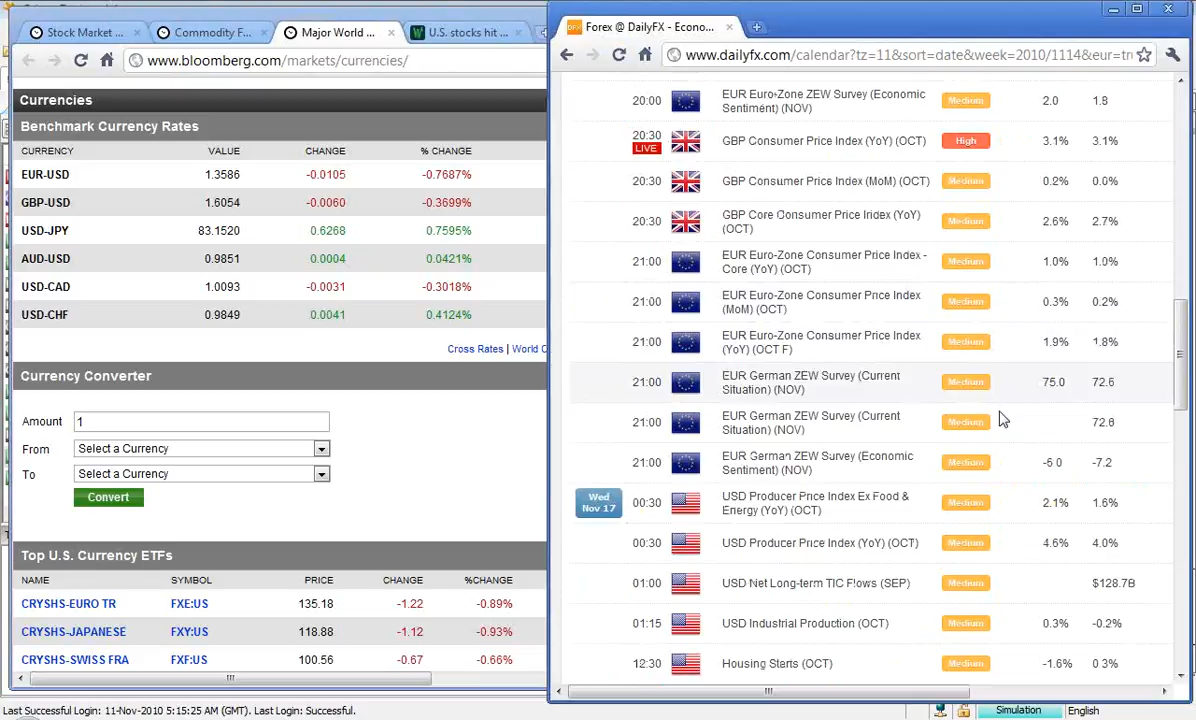 Stock Market ...
Commodity F...
Major World ...
U.S. stocks hit ...
www.bloomberg.com/markets/currencies/
Currencies
Benchmark Currency Rates
CURRENCY VALUE CHANGE % CHANGE
EUR-USD 1.3586 -0.0105 -0.7687%
GBP-USD 1.6054 -0.0060 -0.3699%
USD-JPY 83.1520 0.6268 0.7595%
AUD-USD 0.9851 0.0004 0.0421%
USD-CAD 1.0093 -0.0031 -0.3018%
USD-CHF 0.9849 0.0041 0.4124%
Cross Rates | World C
Currency Converter
Amount 1
From Select a Currency
To Select a Currency
Convert
Top U.S. Currency ETFs
NAME SYMBOL PRICE CHANGE %CHANGE
CRYSHS-EURO TR FXE:US 135.18 -1.22 -0.89%
CRYSHS-JAPANESE FXY:US 118.88 -1.12 -0.93%
CRYSHS-SWISS FRA FXF:US 100.56 -0.67 -0.66%
Forex @ DailyFX - Econo...
www.dailyfx.com/calendar?tz=11&sort=date&week=2010/1114&eur=tr
20:00 EUR Euro-Zone ZEW Survey (Economic Medium 2.0 1.8
Sentiment) (NOV)
20:30 GBP Consumer Price Index (YoY) (OCT) High 3.1% 3.1%
LIVE
20:30 GBP Consumer Price Index (MoM) (OCT) Medium 0.2% 0.0%
20:30 GBP Core Consumer Price Index (YoY) Medium 2.6% 2.7%
(OCT)
21:00 EUR Euro-Zone Consumer Price Index - Medium 1.0% 1.0%
Core (YoY) (OCT)
21:00 EUR Euro-Zone Consumer Price Index Medium 0.3% 0.2%
(MoM) (OCT)
21:00 EUR Euro-Zone Consumer Price Index Medium 1.9% 1.8%
(YoY) (OCT F)
21:00 EUR German ZEW Survey (Current Medium 75.0 72.6
Situation) (NOV)
21:00 EUR German ZEW Survey (Current Medium 72.6
Situation) (NOV)
21:00 EUR German ZEW Survey (Economic Medium -6.0 -7.2
Sentiment) (NOV)
Wed
Nov 17
00:30 USD Producer Price Index Ex Food & Medium 2.1% 1.6%
Energy (YoY) (OCT)
00:30 USD Producer Price Index (YoY) (OCT) Medium 4.6% 4.0%
01:00 USD Net Long-term TIC Flows (SEP) Medium $128.7B
01:15 USD Industrial Production (OCT) Medium 0.3% -0.2%
12:30 Housing Starts (OCT) Medium -1.6% 0.3%
Last Successful Login: 11-Nov-2010 5:15:25 AM (GMT). Last Login: Successful.
Simulation
English